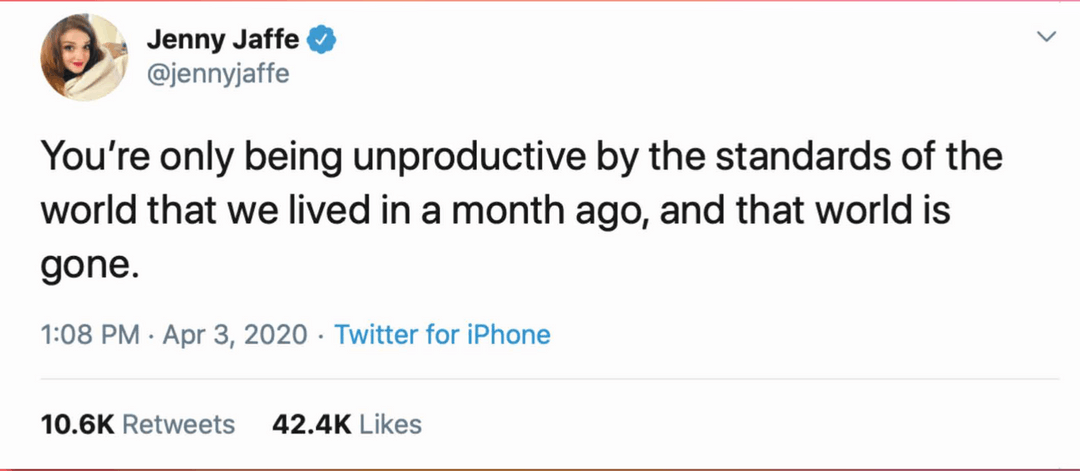 Jenny Jaffe
@jennyjaffe
You’re only being unproductive by the standards of the
world that we lived in a month ago, and that world is
gone.
1:08 PM · Apr 3, 2020 · Twitter for iPhone
10.6K Retweets 42.4K Likes